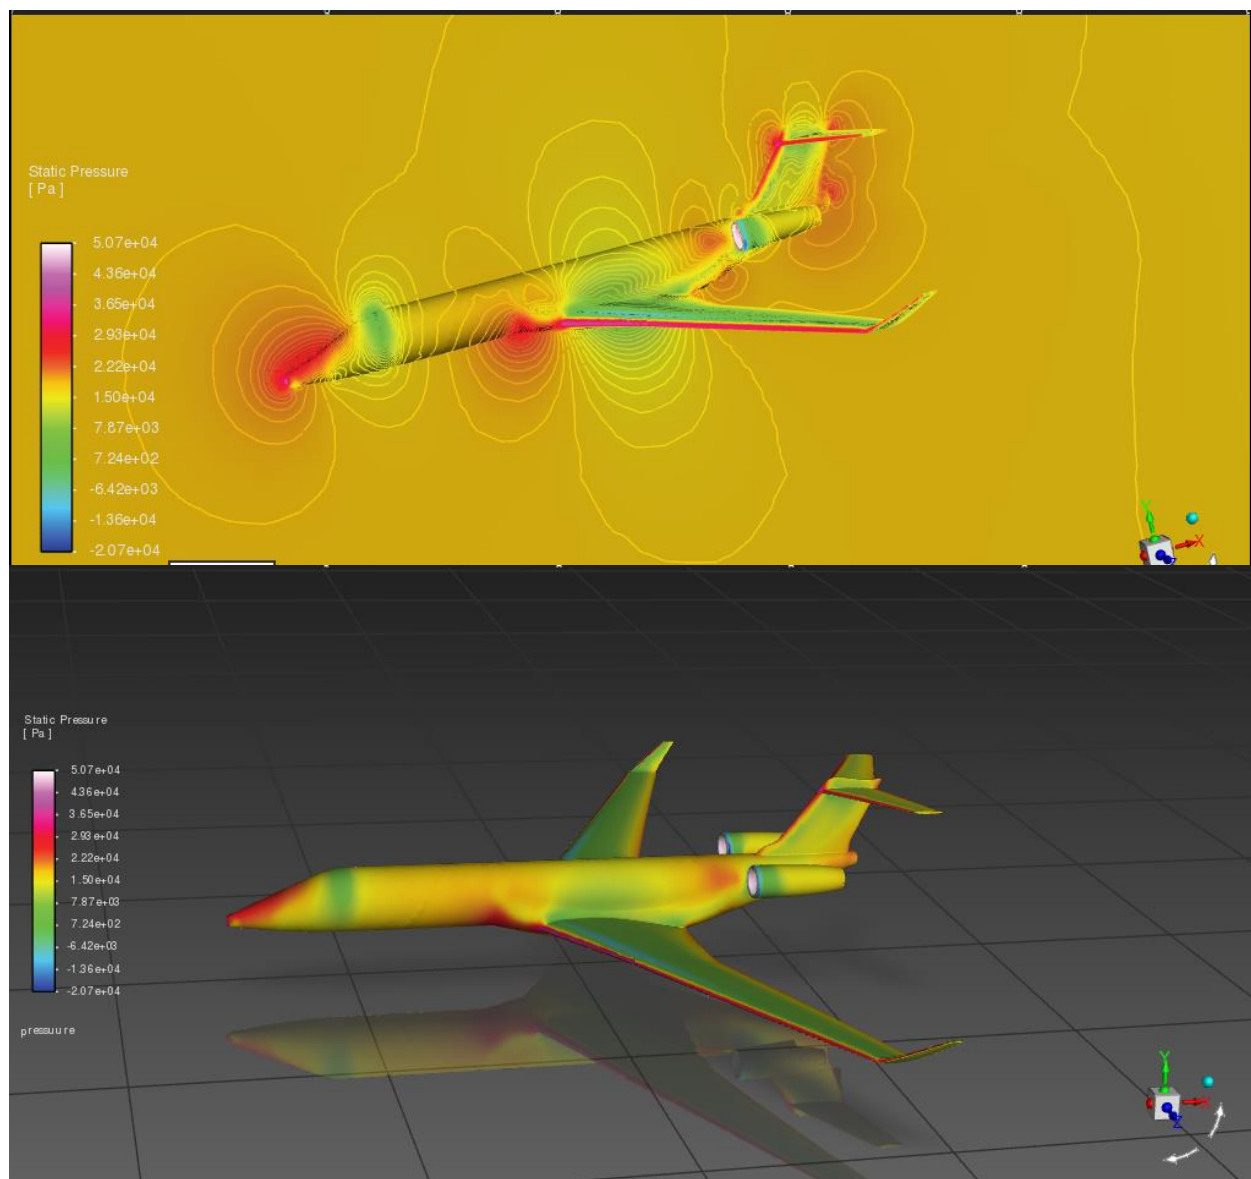 Static Pressure
[ Pa ]
5.07e+04
4.36e+04
3.65e+04
2.93e+04
2.22e+04
1.50e+04
7.87e+03
7.24e+02
-6.42e+03
-1.36e+04
-2.07e+04
Y
X
Z
Static Pressure
[ Pa ]
5.07e+04
4.36e+04
3.65e+04
2.93e+04
2.22e+04
1.50e+04
7.87e+03
7.24e+02
-6.42e+03
-1.36e+04
-2.07e+04
pressuure
Y
X
Z